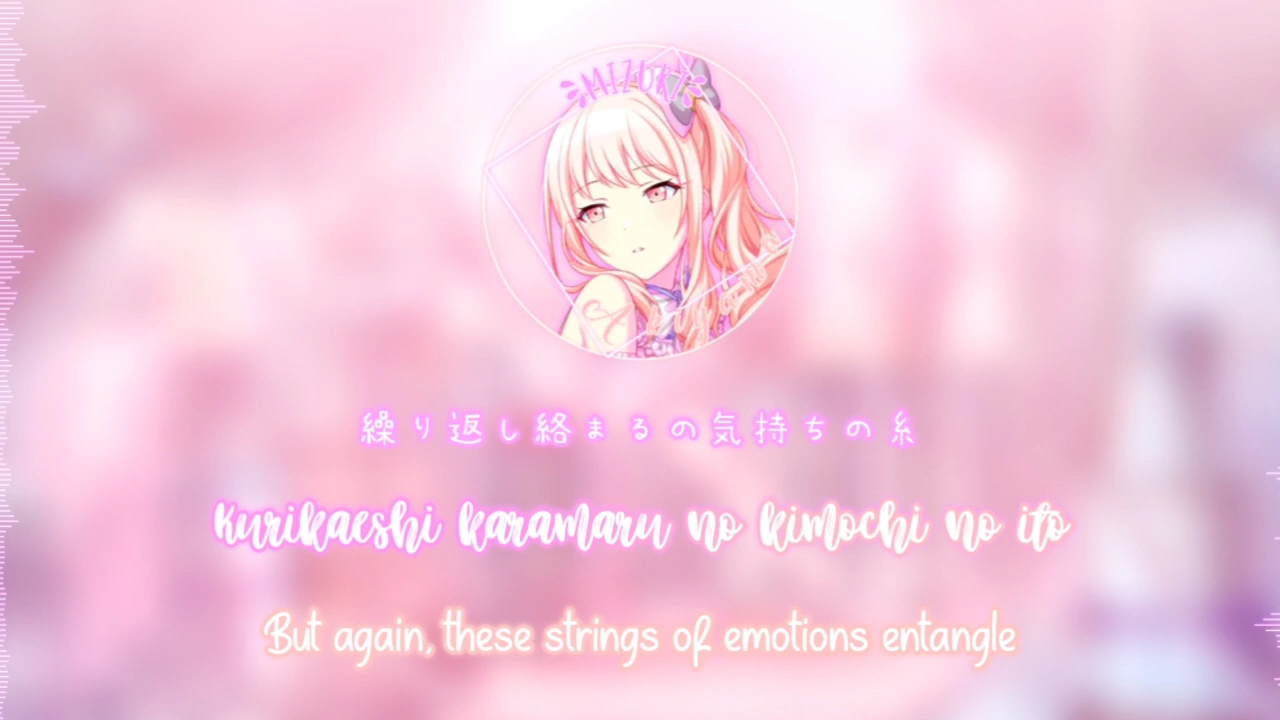 MIZUKI
Akiyama
繰り返し絡まるの気持ちの糸
Kurikaeshi karamaru no kimochi no ito
But again, these strings of emotions entangle